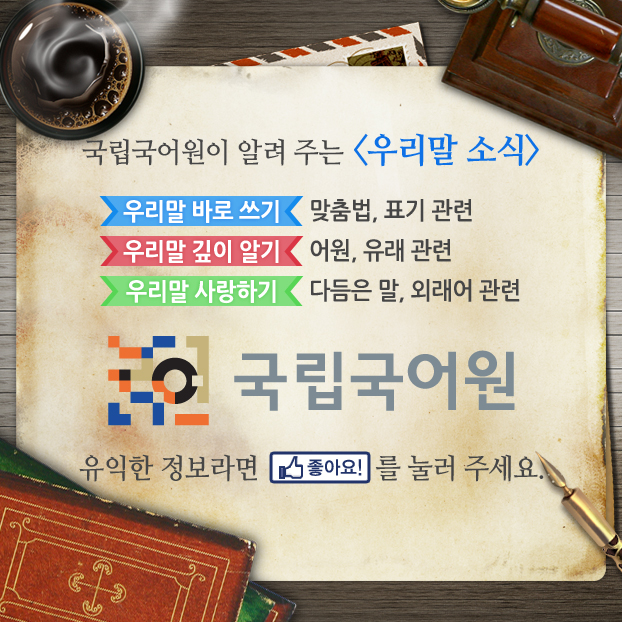 국립국어원이 알려 주는 〈우리말 소식〉
우리말 바로 쓰기 맞춤법, 표기 관련
우리말 깊이 알기 어원, 유래 관련
우리말 사랑하기 다듬은 말, 외래어 관련
국립국어원
유익한 정보라면 좋아요! 를 눌러 주세요.